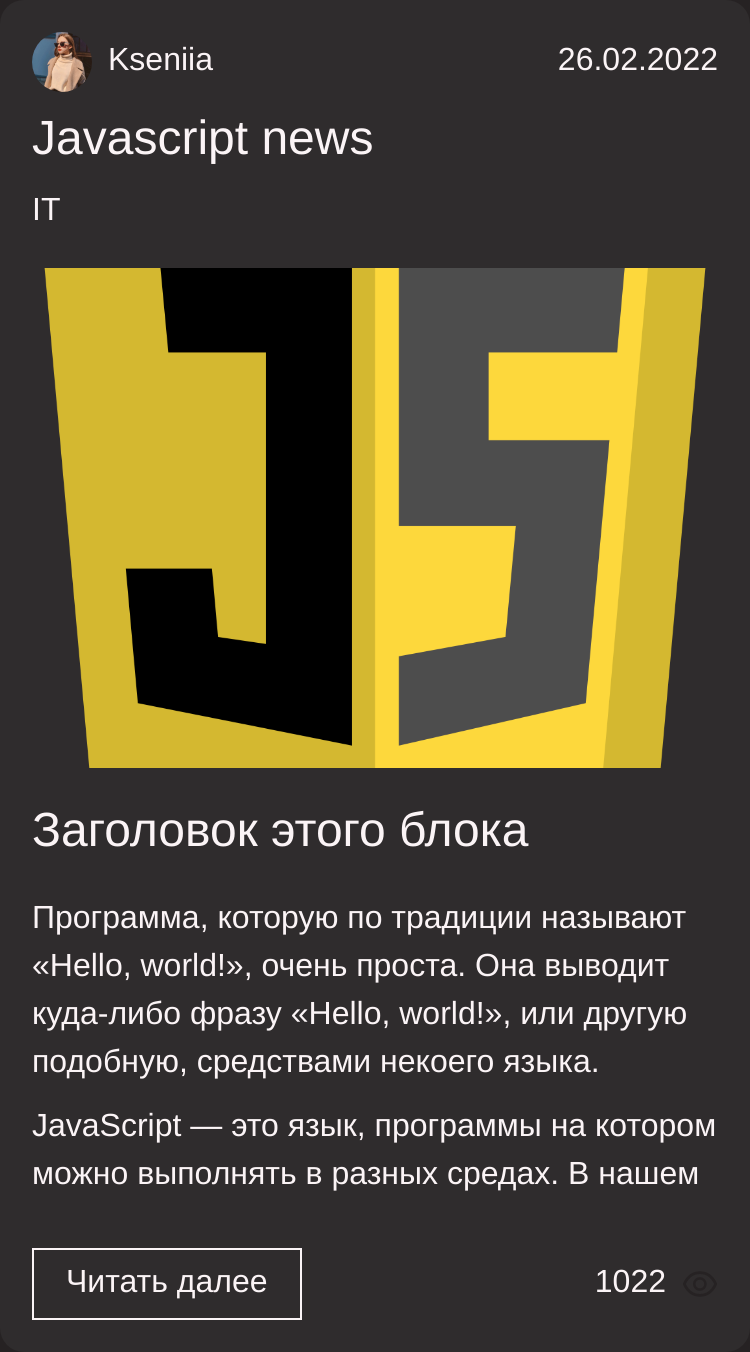 Kseniia 26.02.2022
Javascript news
IT
JS
Заголовок этого блока
Программа, которую по традиции называют
«Hello, world!», очень проста. Она выводит
куда-либо фразу «Hello, world!», или другую
подобную, средствами некоего языка.
JavaScript — это язык, программы на котором
можно выполнять в разных средах. В нашем
Читать далее 1022